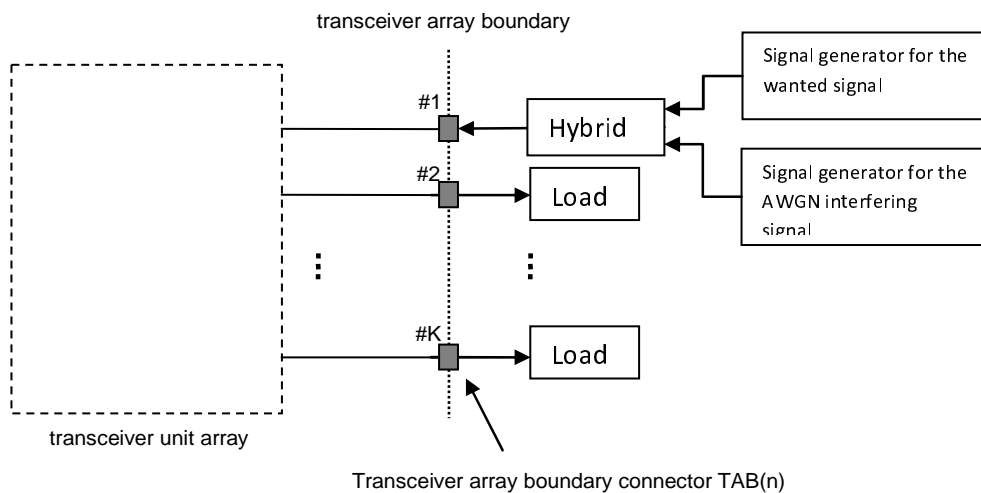 transceiver array boundary
Signal generator for the
wanted signal
#1
Hybrid
#2
Signal generator for the
AWGN interfering
signal
Load
#K
Load
transceiver unit array
Transceiver array boundary connector TAB(n)